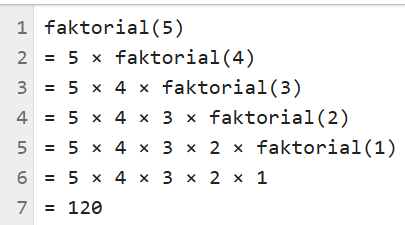 1 faktorial(5)
2 = 5 × faktorial(4)
3 = 5 × 4 × faktorial(3)
4 = 5 × 4 × 3 × faktorial(2)
5 = 5 × 4 × 3 × 2 × faktorial(1)
6 = 5 × 4 × 3 × 2 × 1
7 = 120